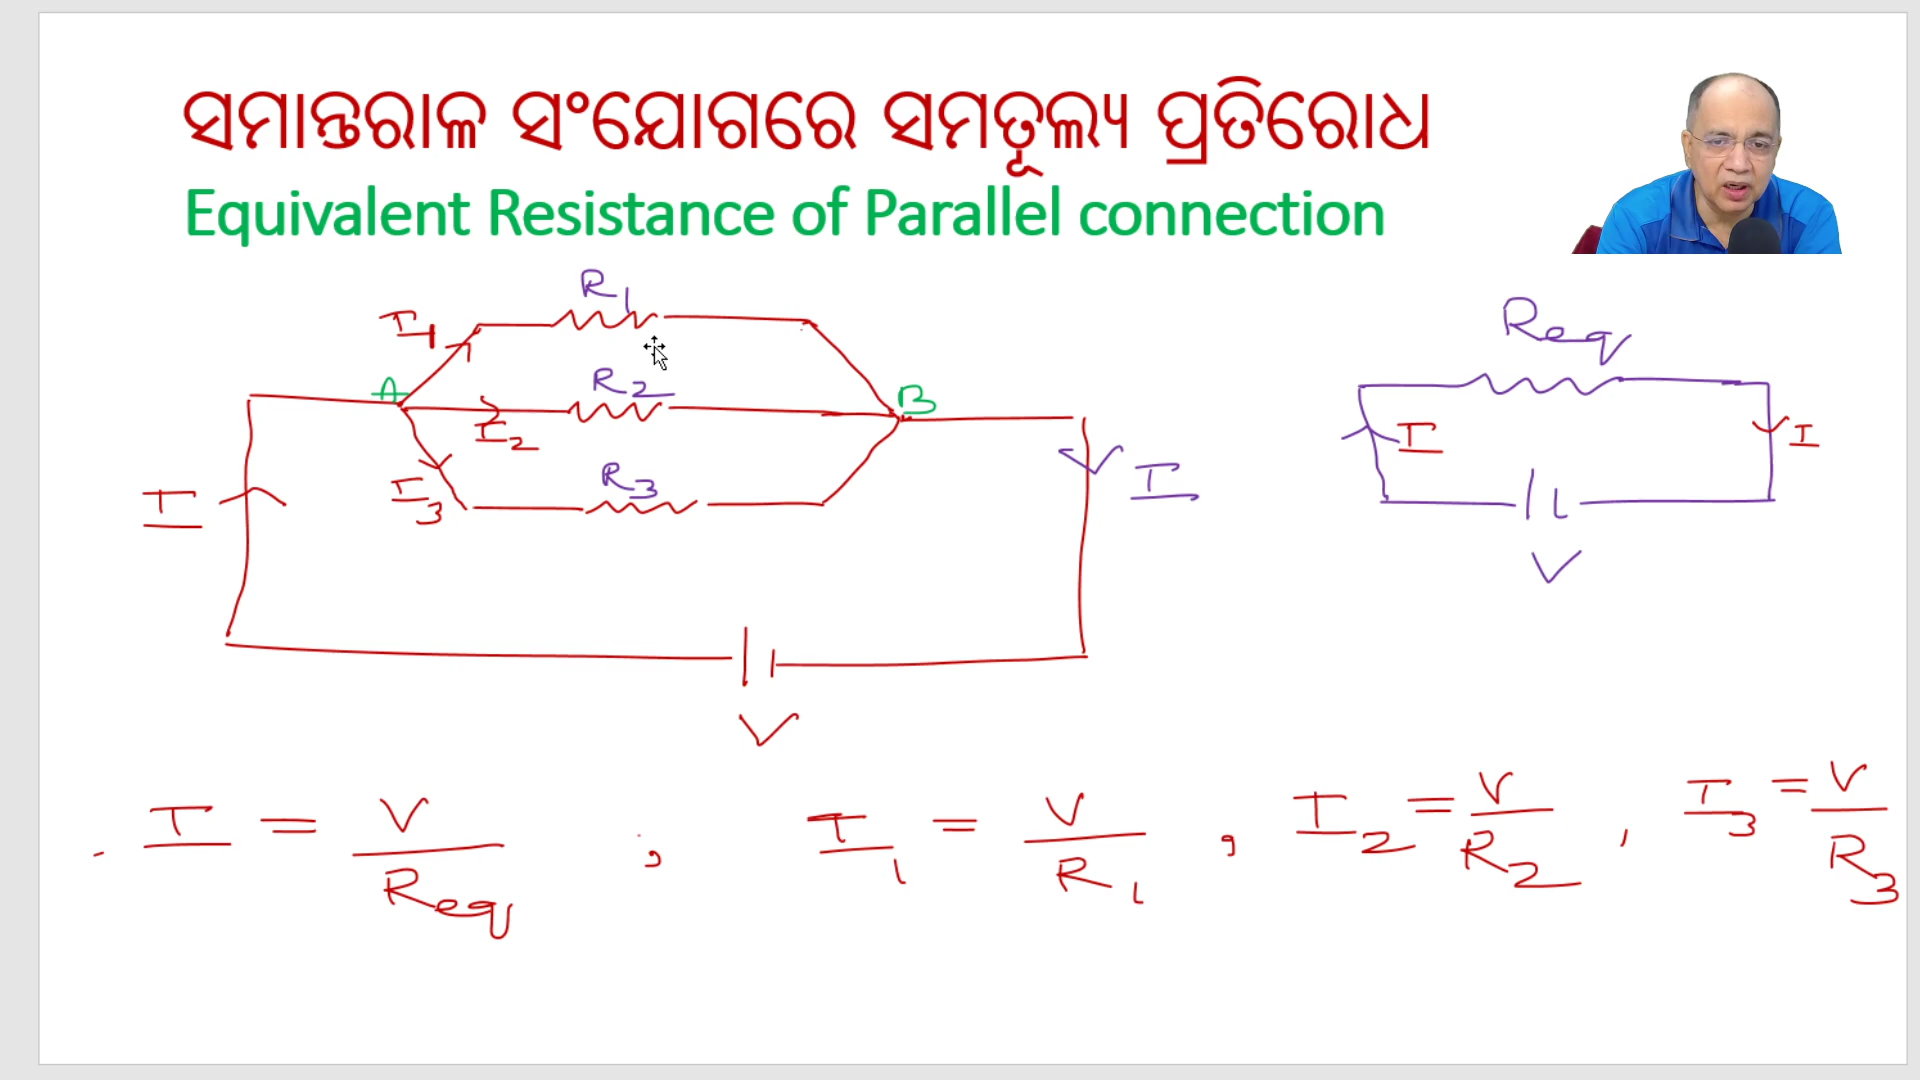 ସମାନ୍ତରାଳ ସଂଯୋଗରେ ସମତୂଲ୍ୟ ପ୍ରତିରୋଧ
Equivalent Resistance of Parallel connection
R1
I1
Req
A
R2
B
I2
I
I
R3
I3
I
I
V
V
I = V/Req , I1 = V/R1 , I2 = V/R2 , I3 = V/R3